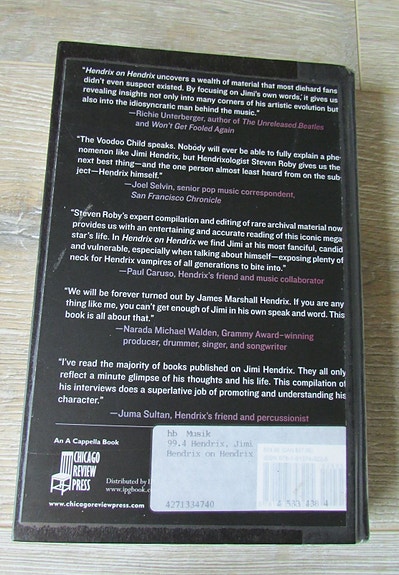 "Hendrix on Hendrix uncovers a wealth of material that most diehard fans
didn't even suspect existed. By focusing on Jimi's own words, it gives us
revealing insights not only into many corners of his artistic evolution but
also into the idiosyncratic man behind the music."
—Richie Unterberger, author of The Unreleased Beatles
and Won't Get Fooled Again
"The Voodoo Child speaks. Nobody will ever be able to fully explain a phe-
nomenon like Jimi Hendrix, but Hendrixologist Steven Roby gives us the
next best thing—and the one person almost least heard from on the sub-
ject—Hendrix himself."
—Joel Selvin, senior pop music correspondent,
San Francisco Chronicle
"Steven Roby's expert compilation and editing of rare archival material now
provides us with an entertaining and accurate reading of this iconic mega
star's life. In Hendrix on Hendrix we find Jimi at his most fanciful, candid
and vulnerable, especially when talking about himself—exposing plenty of
neck for Hendrix vampires of all generations to bite into."
—Paul Caruso, Hendrix's friend and music collaborator
"We will be forever turned out by James Marshall Hendrix. If you are any
thing like me, you can't get enough of Jimi in his own speak and word. This
book is all about that."
—Narada Michael Walden, Grammy Award–winning
producer, drummer, singer, and songwriter
"I've read the majority of books published on Jimi Hendrix. They all only
reflect a minute glimpse of his thoughts and his life. This compilation of
his interviews does a superlative job of promoting and understanding his
character."
—Juma Sultan, Hendrix's friend and percussionist
An A Cappella Book
CHICAGO
REVIEW
PRESS
Distributed by
www.ipgbook.c
www.chicagoreviewpress.com
hb Musik
99.4 Hendrix, Jimi
Hendrix on Hendrix
4271334740